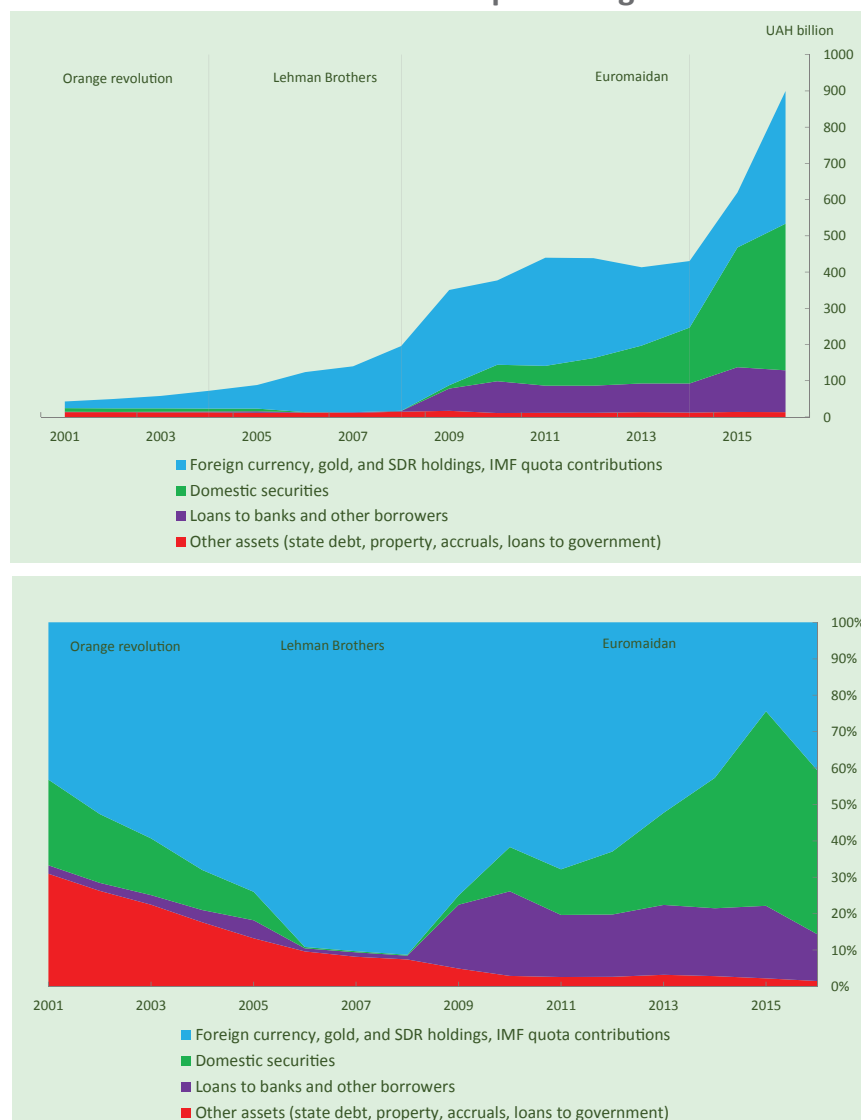 UAH billion
1000
Orange revolution Lehman Brothers Euromaidan
900
800
700
600
500
400
300
200
100
0
2001 2003 2005 2007 2009 2011 2013 2015
Foreign currency, gold, and SDR holdings, IMF quota contributions
Domestic securities
Loans to banks and other borrowers
Other assets (state debt, property, accruals, loans to government)
100%
Orange revolution Lehman Brothers Euromaidan
90%
80%
70%
60%
50%
40%
30%
20%
10%
0%
2001 2003 2005 2007 2009 2011 2013 2015
Foreign currency, gold, and SDR holdings, IMF quota contributions
Domestic securities
Loans to banks and other borrowers
Other assets (state debt, property, accruals, loans to government)